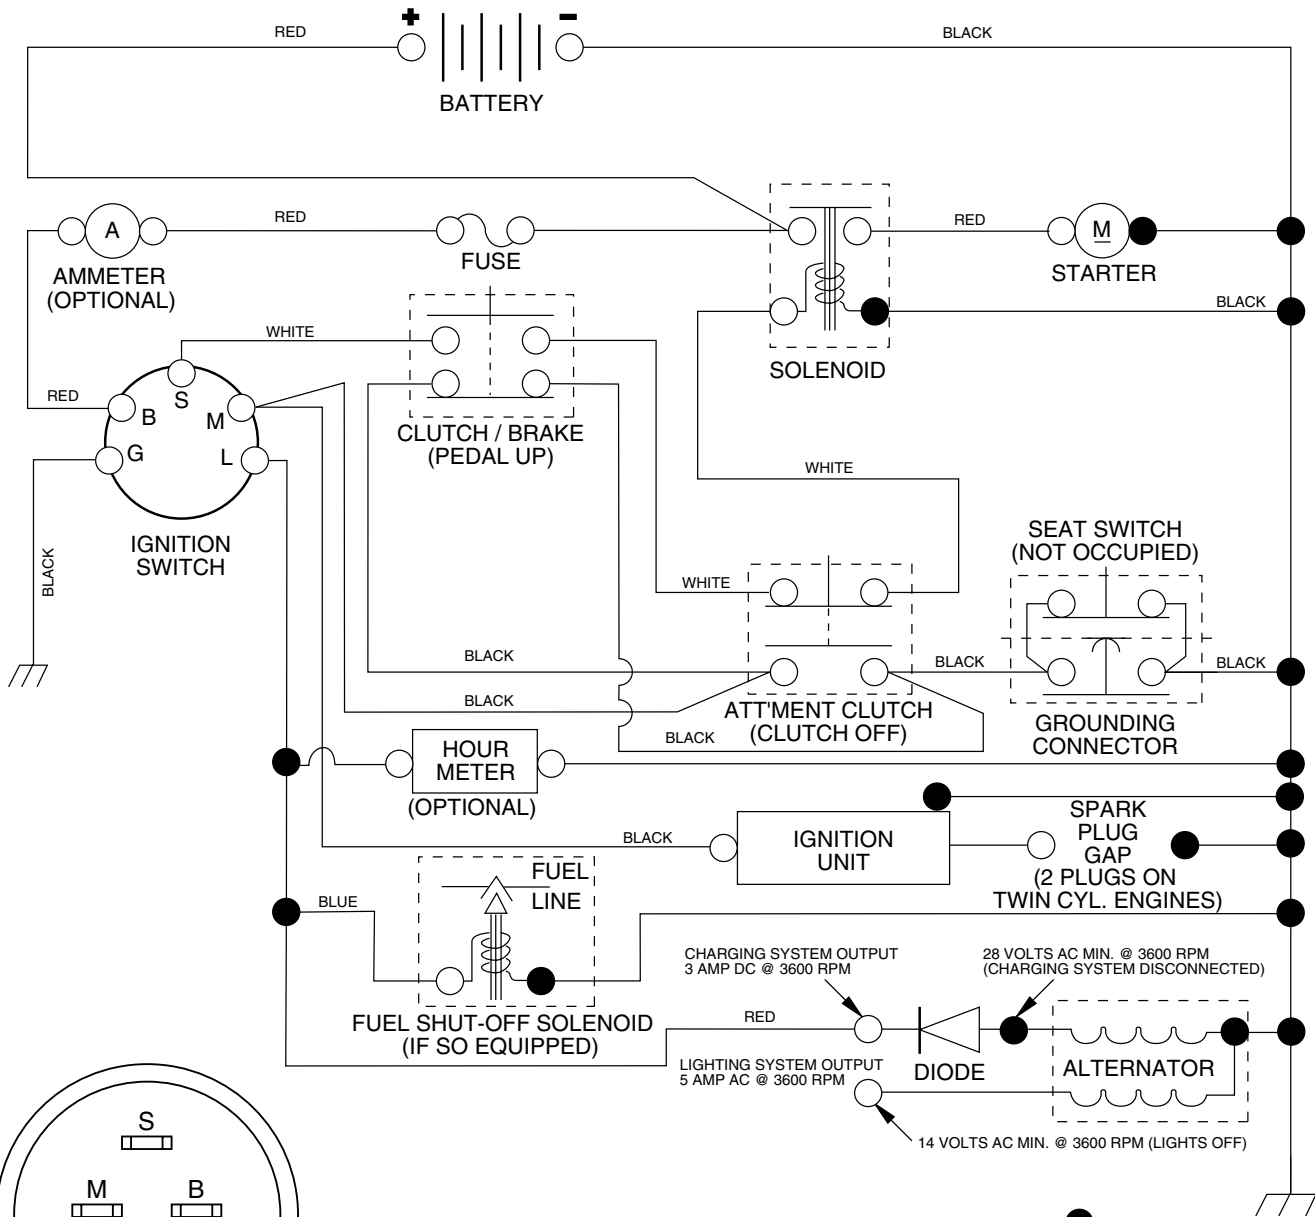 +
−
RED
BLACK
BATTERY
A
RED
RED
M
FUSE
AMMETER
(OPTIONAL)
STARTER
BLACK
WHITE
SOLENOID
RED
B
S
M
G
L
CLUTCH / BRAKE
(PEDAL UP)
WHITE
IGNITION
SWITCH
BLACK
SEAT SWITCH
(NOT OCCUPIED)
WHITE
BLACK
BLACK
BLACK
BLACK
ATT'MENT CLUTCH
(CLUTCH OFF)
BLACK
GROUNDING
CONNECTOR
HOUR
METER
(OPTIONAL)
SPARK
PLUG
GAP
(2 PLUGS ON
TWIN CYL. ENGINES)
BLACK
IGNITION
UNIT
FUEL
LINE
BLUE
FUEL SHUT-OFF SOLENOID
(IF SO EQUIPPED)
CHARGING SYSTEM OUTPUT
3 AMP DC @ 3600 RPM
28 VOLTS AC MIN. @ 3600 RPM
(CHARGING SYSTEM DISCONNECTED)
RED
LIGHTING SYSTEM OUTPUT
5 AMP AC @ 3600 RPM
DIODE
ALTERNATOR
14 VOLTS AC MIN. @ 3600 RPM (LIGHTS OFF)
S
M
B